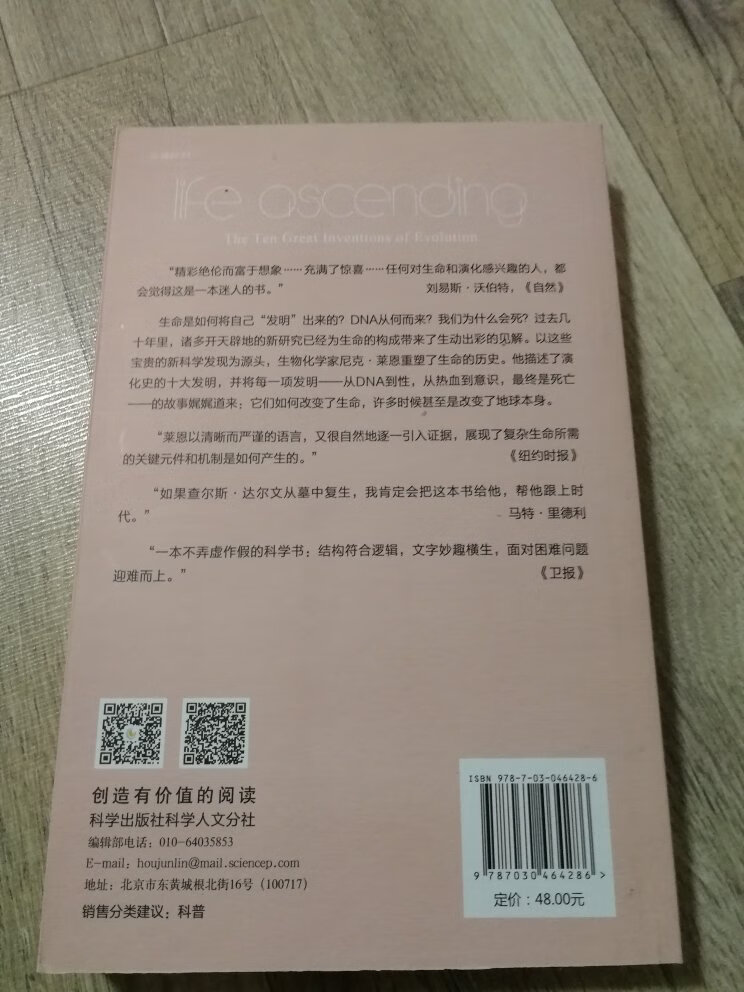 life ascending
The Ten Great Inventions of Evolution
“精彩绝伦而富于想象……充满了惊喜……任何对生命和演化感兴趣的人，都
会觉得这是一本迷人的书。” 刘易斯·沃伯特，《自然》
生命是如何将自己“发明”出来的？DNA从何而来？我们为什么会死？过去几
十年里，诸多开天辟地的新研究已经为生命的构成带来了生动出彩的见解。以这些
宝贵的新科学发现为源头，生物化学家尼克·莱恩重塑了生命的历史。他描述了演
化史的十大发明，并将每一项发明——从DNA到性，从热血到意识，最终是死亡
——的故事娓娓道来：它们如何改变了生命，许多时候甚至是改变了地球本身。
“莱恩以清晰而严谨的语言，又很自然地逐一引入证据，展现了复杂生命所需
的关键元件和机制是如何产生的。” 《纽约时报》
“如果查尔斯·达尔文从墓中复生，我肯定会把这本书给他，帮他跟上时
代。” 马特·里德利
“一本不弄虚作假的科学书：结构符合逻辑，文字妙趣横生，面对困难问题
迎难而上。” 《卫报》
创造有价值的阅读
科学出版社科学人文分社
编辑部电话：010-64035853
E-mail：houjunlin@mail.sciencep.com
地址：北京市东黄城根北街16号（100717）
销售分类建议：科普
ISBN 978-7-03-046428-6
9 787030 464286 >
定价：48.00元